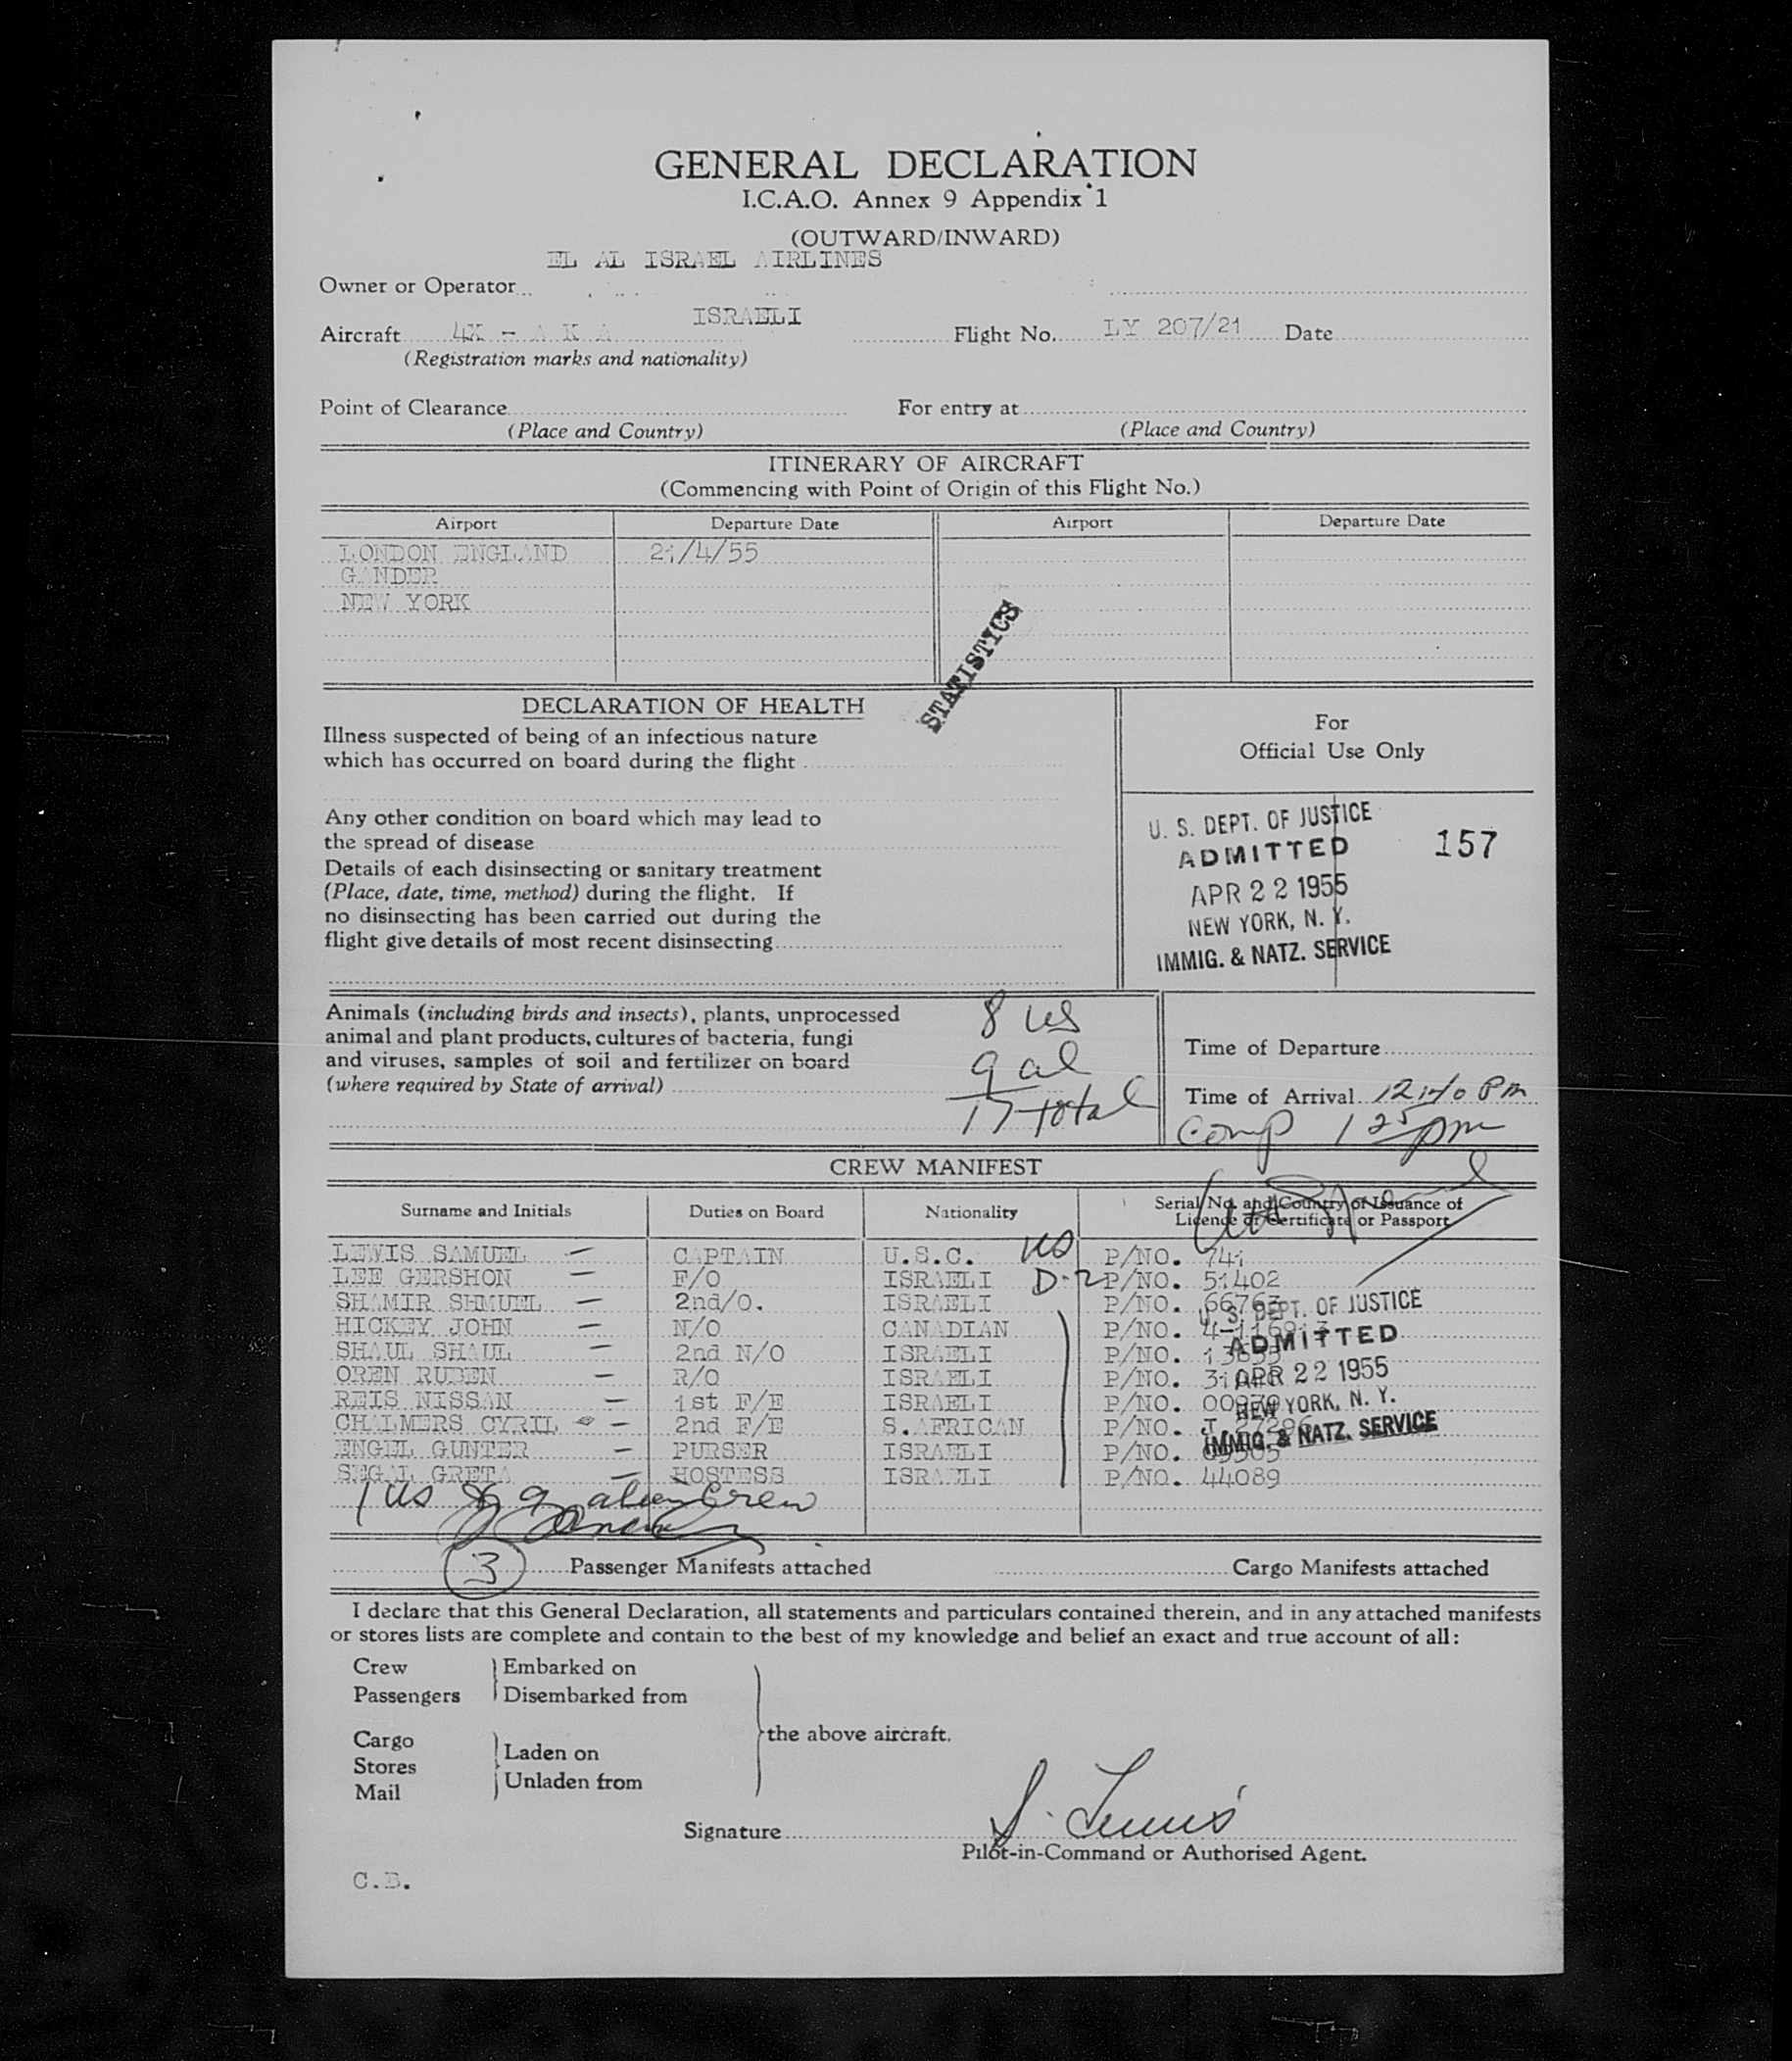 GENERAL DECLARATION
I.C.A.O. Annex 9 Appendix 1
(OUTWARD/INWARD)
EL AL ISRAEL AIRLINES
Owner or Operator
ISRAELI
Aircraft 4X - A K A Flight No. LY 207/21 Date
(Registration marks and nationality)
Point of Clearance For entry at
(Place and Country) (Place and Country)
ITINERARY OF AIRCRAFT
(Commencing with Point of Origin of this Flight No.)
Airport Departure Date Airport Departure Date
LONDON ENGLAND 21/4/55
GANDER
NEW YORK
STATISTICS
DECLARATION OF HEALTH
Illness suspected of being of an infectious nature
which has occurred on board during the flight
For
Official Use Only
Any other condition on board which may lead to
the spread of disease
Details of each disinsecting or sanitary treatment
(Place, date, time, method) during the flight. If
no disinsecting has been carried out during the
flight give details of most recent disinsecting
U. S. DEPT. OF JUSTICE
ADMITTED 157
APR 22 1955
NEW YORK, N. Y.
IMMIG. & NATZ. SERVICE
Animals (including birds and insects), plants, unprocessed
animal and plant products, cultures of bacteria, fungi
and viruses, samples of soil and fertilizer on board
(where required by State of arrival)
8 us
9 al
17 total
Time of Departure
Time of Arrival 12:40 PM
Comp 1 25 pm
CREW MANIFEST
Surname and Initials Duties on Board Nationality Serial No. and Country of Issuance of
Licence or Certificate or Passport
LEWIS SAMUEL — CAPTAIN U.S.C. US P/NO. 741
LEE GERSHON — F/O ISRAELI D-2 P/NO. 51402
SHAMIR SHMUEL — 2nd/O. ISRAELI P/NO. 66763
HICKEY JOHN — N/O CANADIAN P/NO.
SHAUL SHAUL — 2nd N/O ISRAELI P/NO.
OREN RUBEN — R/O ISRAELI P/NO.
REIS NISSAN — 1st F/E ISRAELI P/NO.
CHALMERS CYRIL — 2nd F/E S.AFRICAN P/NO.
ENGEL GUNTER — PURSER ISRAELI P/NO.
SEGAL GRETA — HOSTESS ISRAELI P/NO. 44089
U. S. DEPT. OF JUSTICE
ADMITTED
APR 22 1955
NEW YORK, N. Y.
IMMIG. & NATZ. SERVICE
1 us & 9 alien Crew
3 Passenger Manifests attached Cargo Manifests attached
I declare that this General Declaration, all statements and particulars contained therein, and in any attached manifests
or stores lists are complete and contain to the best of my knowledge and belief an exact and true account of all:
Crew Embarked on
Passengers Disembarked from
the above aircraft.
Cargo
Stores Laden on
Mail Unladen from
Signature S. Lewis
Pilot-in-Command or Authorised Agent.
C.B.